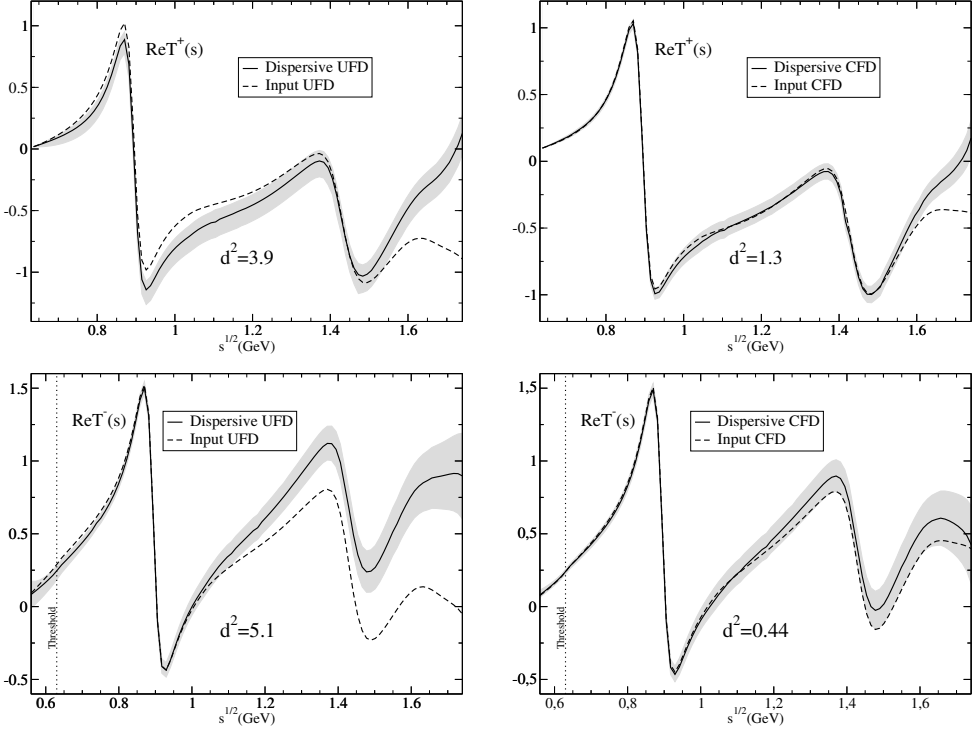 ReT⁺(s)
Dispersive UFD
Input UFD
d²=3.9
1
0.5
0
-0.5
-1
0.8
1
1.2
1.4
1.6
s^{1/2}(GeV)
ReT⁺(s)
Dispersive CFD
Input CFD
d²=1.3
1
0.5
0
-0.5
-1
0.8
1
1.2
1.4
1.6
s^{1/2}(GeV)
ReT⁻(s)
Dispersive UFD
Input UFD
Threshold
d²=5.1
1.5
1
0.5
0
-0.5
0.6
0.8
1
1.2
1.4
1.6
s^{1/2}(GeV)
ReT⁻(s)
Dispersive CFD
Input CFD
Threshold
d²=0.44
1,5
1
0,5
0
-0,5
0,6
0,8
1
1,2
1,4
1,6
s^{1/2}(GeV)